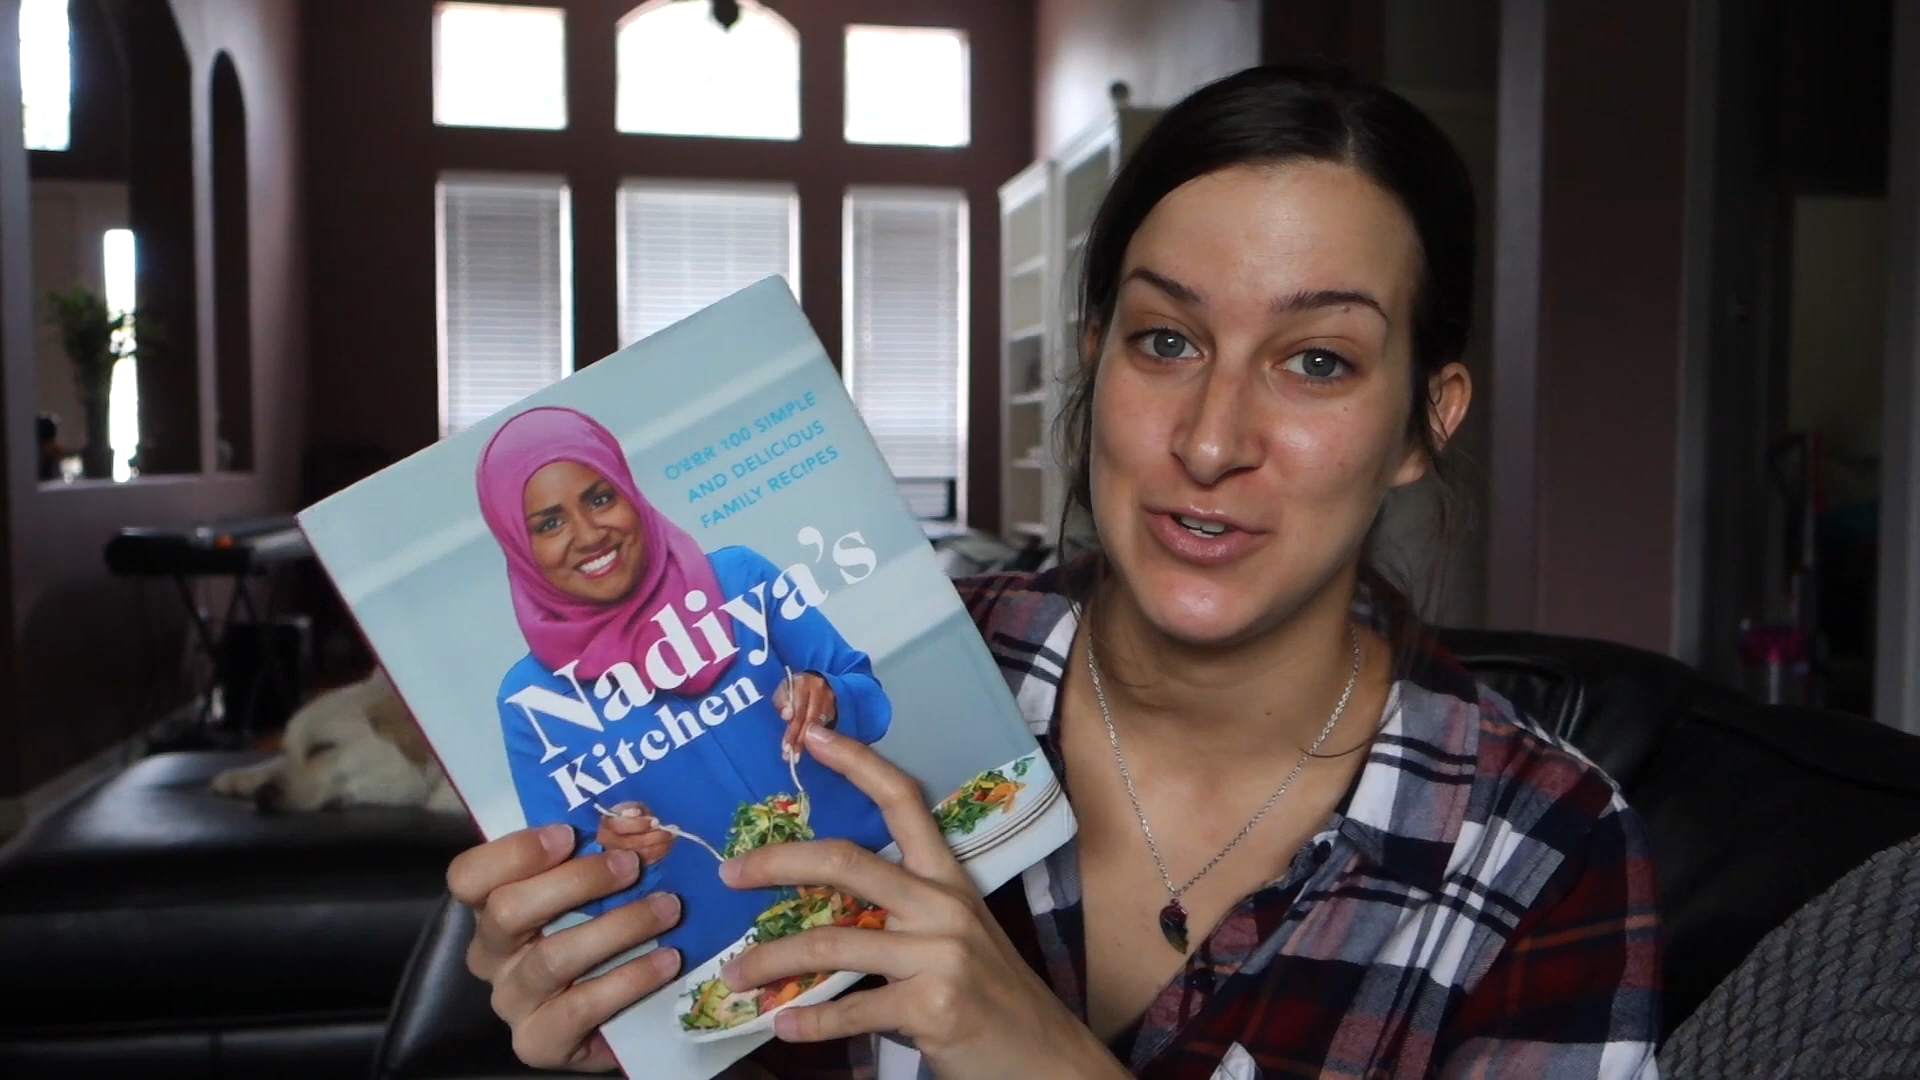 OVER 100 SIMPLE
AND DELICIOUS
FAMILY RECIPES
Nadiya's
Kitchen